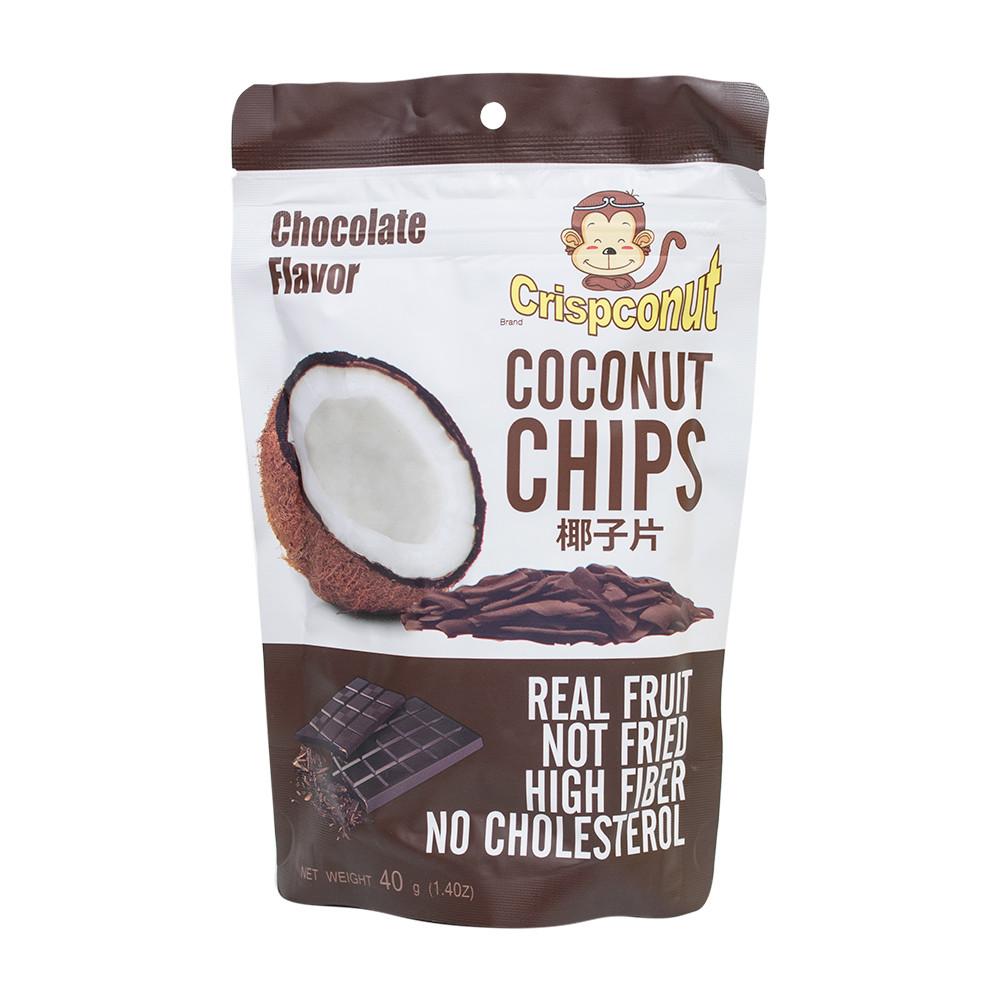 Chocolate
Flavor
Crispconut
Brand
COCONUT
CHIPS
椰子片
REAL FRUIT
NOT FRIED
HIGH FIBER
NO CHOLESTEROL
NET WEIGHT 40 g (1.40Z)